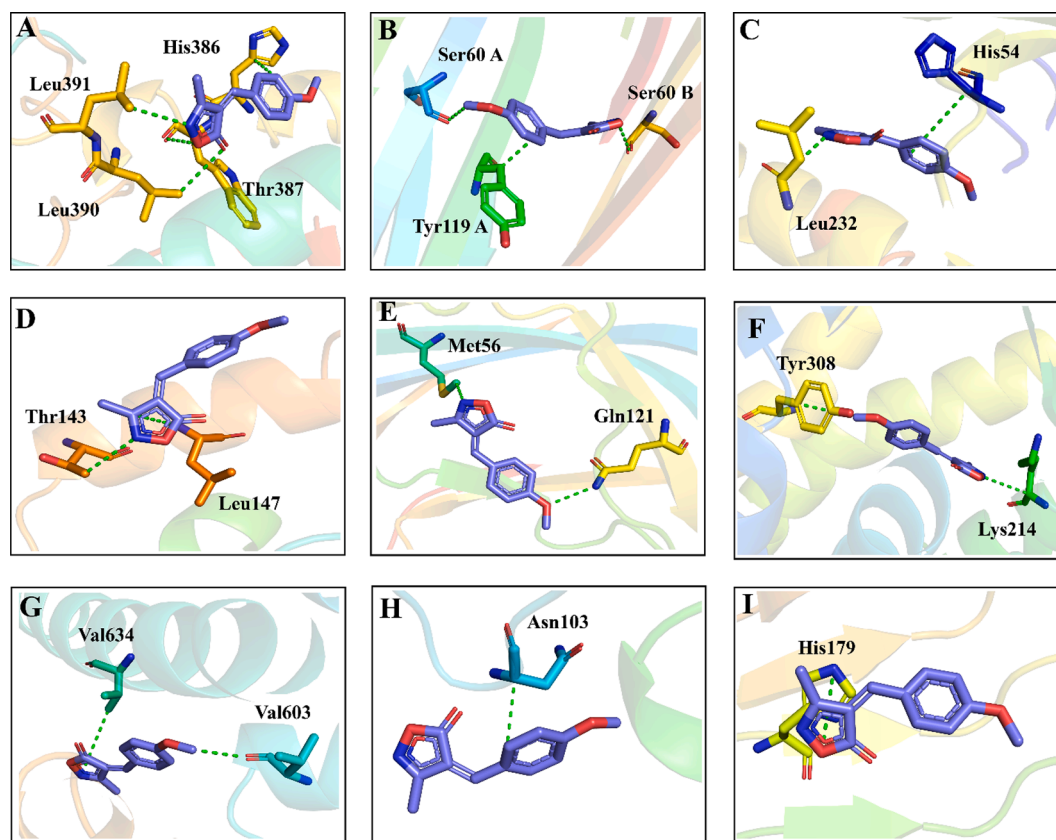 A
His386
Leu391
Leu390
Thr387
B
Ser60 A
Ser60 B
Tyr119 A
C
His54
Leu232
D
Thr143
Leu147
E
Met56
Gln121
F
Tyr308
Lys214
G
Val634
Val603
H
Asn103
I
His179